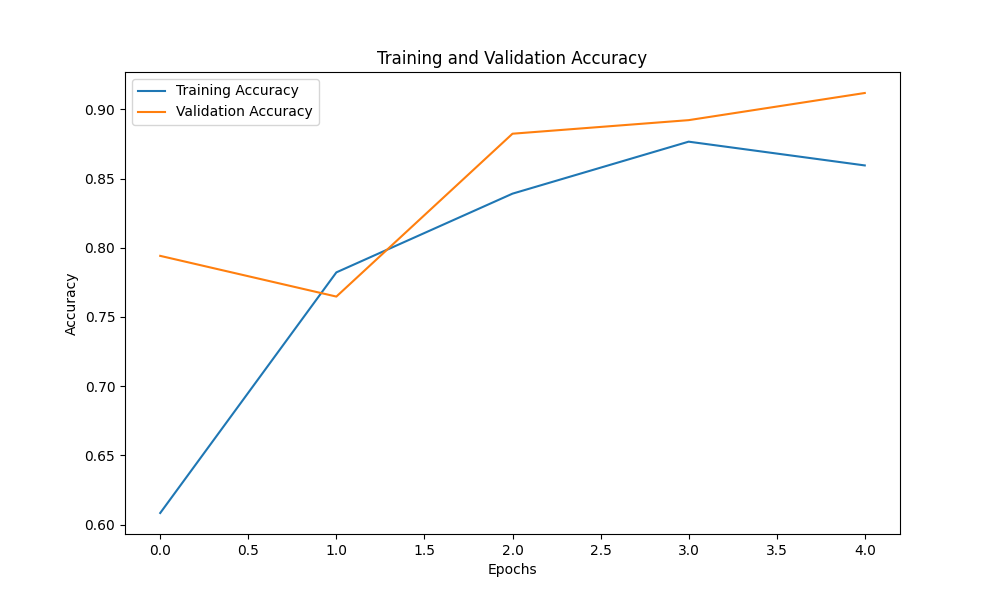 Training and Validation Accuracy
Training Accuracy
Validation Accuracy
Accuracy
0.90
0.85
0.80
0.75
0.70
0.65
0.60
0.0 0.5 1.0 1.5 2.0 2.5 3.0 3.5 4.0
Epochs